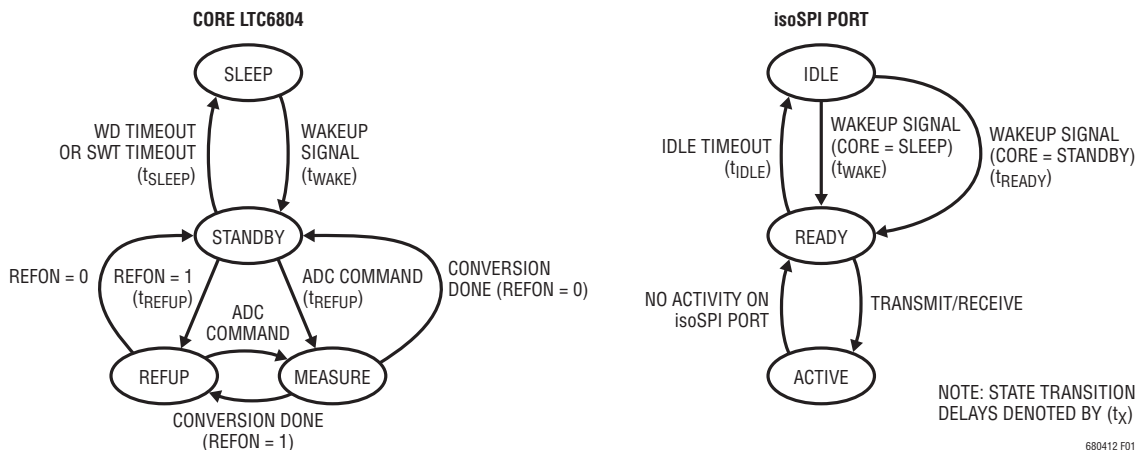 CORE LTC6804
SLEEP
WD TIMEOUT
OR SWT TIMEOUT
(tSLEEP)
WAKEUP
SIGNAL
(tWAKE)
STANDBY
REFON = 0
REFON = 1
(tREFUP)
ADC COMMAND
(tREFUP)
CONVERSION
DONE (REFON = 0)
ADC
COMMAND
REFUP
MEASURE
CONVERSION DONE
(REFON = 1)
isoSPI PORT
IDLE
IDLE TIMEOUT
(tIDLE)
WAKEUP SIGNAL
(CORE = SLEEP)
(tWAKE)
WAKEUP SIGNAL
(CORE = STANDBY)
(tREADY)
READY
NO ACTIVITY ON
isoSPI PORT
TRANSMIT/RECEIVE
ACTIVE
NOTE: STATE TRANSITION
DELAYS DENOTED BY (tX)
680412 F01